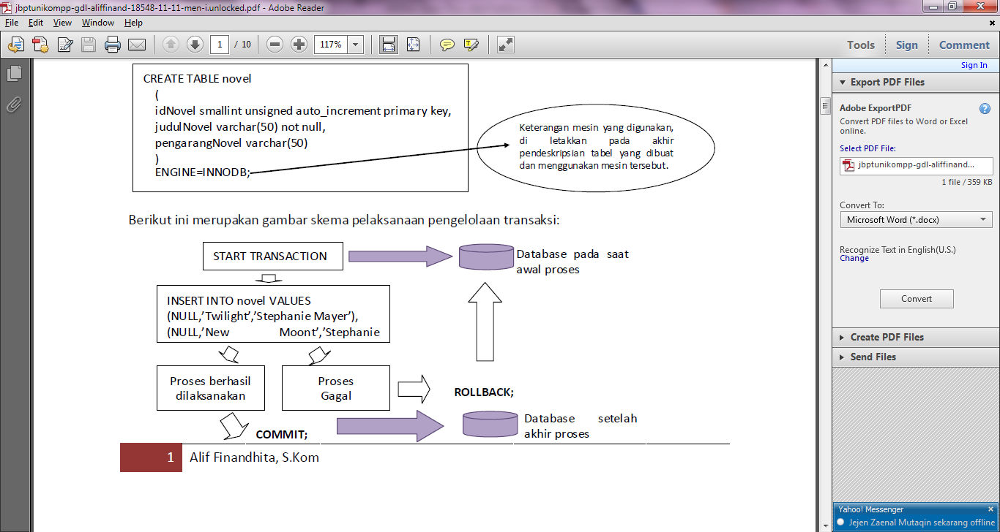 jbptunikompp-gdl-aliffinand-18548-11-11-men-i.unlocked.pdf - Adobe Reader
File Edit View Window Help
1 / 10 117% Tools Sign Comment
Sign In
CREATE TABLE novel
(
idNovel smallint unsigned auto_increment primary key,
judulNovel varchar(50) not null,
pengarangNovel varchar(50)
)
ENGINE=INNODB;
Keterangan mesin yang digunakan,
di letakkan pada akhir
pendeskripsian tabel yang dibuat
dan menggunakan mesin tersebut.
Berikut ini merupakan gambar skema pelaksanaan pengelolaan transaksi:
START TRANSACTION
Database pada saat
awal proses
INSERT INTO novel VALUES
(NULL,’Twilight’,’Stephanie Mayer’),
(NULL,’New Moont’,’Stephanie
Proses berhasil
dilaksanakan
Proses
Gagal
ROLLBACK;
COMMIT;
Database setelah
akhir proses
1 Alif Finandhita, S.Kom
Export PDF Files
Adobe ExportPDF
Convert PDF files to Word or Excel
online.
Select PDF File:
jbptunikompp-gdl-aliffinand...
1 file / 359 KB
Convert To:
Microsoft Word (*.docx)
Recognize Text in English(U.S.)
Change
Convert
Create PDF Files
Send Files
Yahoo! Messenger
Jejen Zaenal Mutaqin sekarang offline